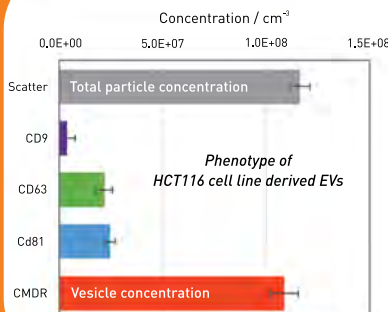 Concentration / cm⁻³
0.0E+00 5.0E+07 1.0E+08 1.5E+08
Scatter Total particle concentration
CD9
Phenotype of
HCT116 cell line derived EVs
CD63
Cd81
CMDR Vesicle concentration